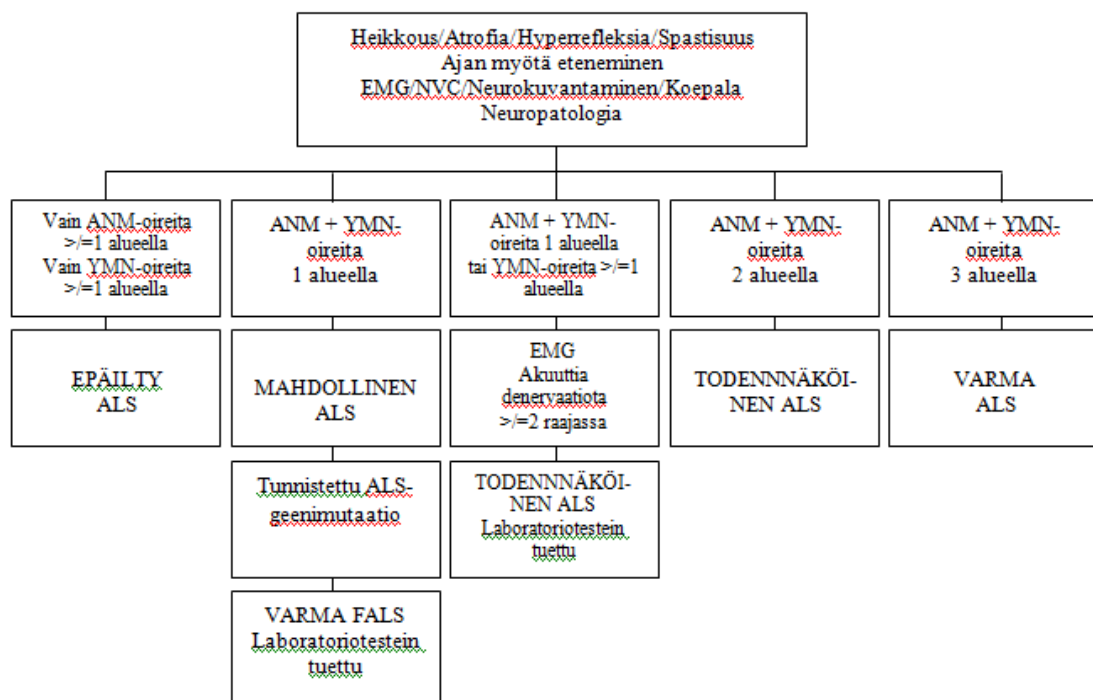 Heikkous/Atrofia/Hyperrefleksia/Spastisuus
Ajan myötä eteneminen
EMG/NVC/Neurokuvantaminen/Koepala
Neuropatologia
Vain ANM-oireita
>/=1 alueella
Vain YMN-oireita
>/=1 alueella
ANM + YMN-
oireita
1 alueella
ANM + YMN-
oireita 1 alueella
tai YMN-oireita >/=1
alueella
ANM + YMN-
oireita
2 alueella
ANM + YMN-
oireita
3 alueella
EPÄILTY
ALS
MAHDOLLINEN
ALS
EMG
Akuuttia
denervaatiota
>/=2 raajassa
TODENNNÄKÖI-
NEN ALS
VARMA
ALS
Tunnistettu ALS-
geenimutaatio
TODENNNÄKÖI-
NEN ALS
Laboratoriotestein
tuettu
VARMA FALS
Laboratoriotestein
tuettu